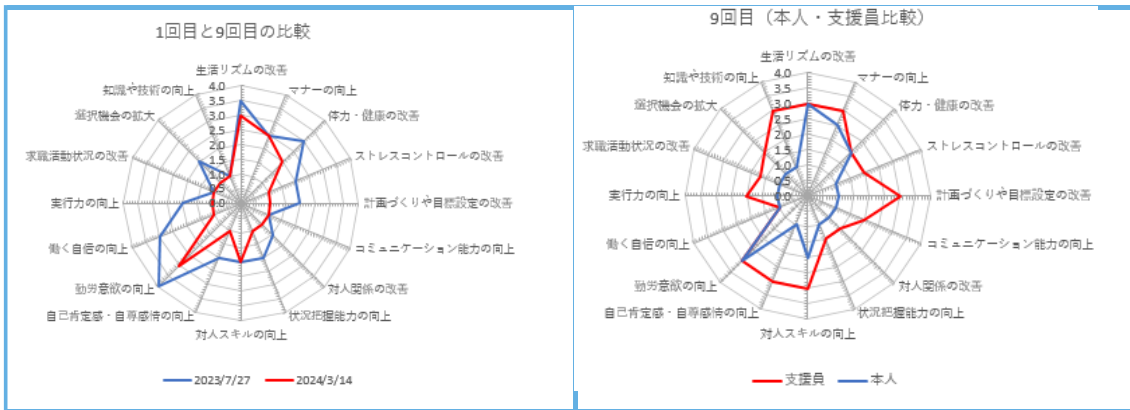 1回目と9回目の比較
生活リズムの改善
マナーの向上
体力・健康の改善
ストレスコントロールの改善
計画づくりや目標設定の改善
コミュニケーション能力の向上
対人関係の改善
状況把握能力の向上
対人スキルの向上
自己肯定感・自尊感情の向上
勤労意欲の向上
働く自信の向上
実行力の向上
求職活動状況の改善
選択機会の拡大
知識や技術の向上
4.0
3.5
3.0
2.5
2.0
1.5
1.0
0.5
0.0
2023/7/27
2024/3/14
9回目（本人・支援員比較）
生活リズムの改善
マナーの向上
体力・健康の改善
ストレスコントロールの改善
計画づくりや目標設定の改善
コミュニケーション能力の向上
対人関係の改善
状況把握能力の向上
対人スキルの向上
自己肯定感・自尊感情の向上
勤労意欲の向上
働く自信の向上
実行力の向上
求職活動状況の改善
選択機会の拡大
知識や技術の向上
4.0
3.5
3.0
2.5
2.0
1.5
1.0
0.5
0.0
支援員
本人